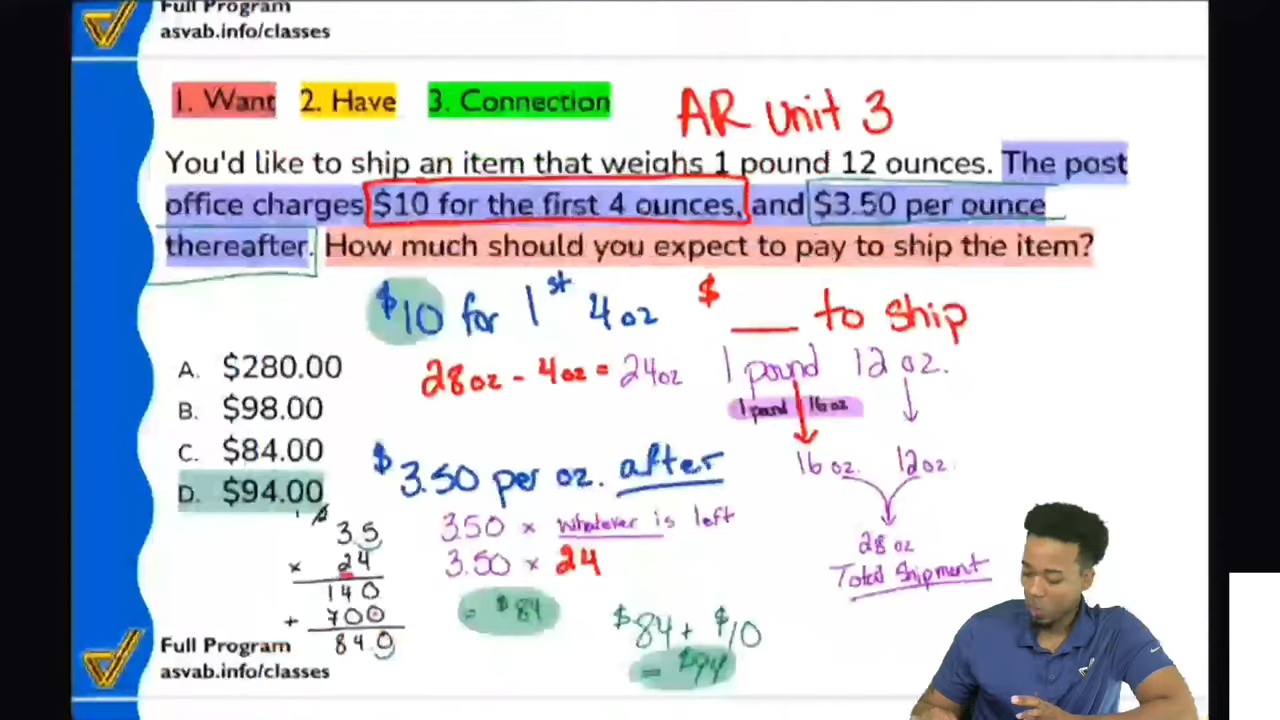 Full Program
asvab.info/classes
1. Want 2. Have 3. Connection
AR Unit 3
You'd like to ship an item that weighs 1 pound 12 ounces. The post
office charges $10 for the first 4 ounces, and $3.50 per ounce
thereafter. How much should you expect to pay to ship the item?
$10 for 1st 4oz
$ ___ to ship
28oz - 4oz = 24oz
1 pound 12 oz.
1 pound 16 oz
16 oz. 12oz.
28 oz
Total Shipment
A. $280.00
B. $98.00
C. $84.00
D. $94.00
$3.50 per oz. after
3.50 × whatever is left
3.50 × 24
= $84
35
× 24
140
+ 700
84.0
$84 + $10
= $94
Full Program
asvab.info/classes